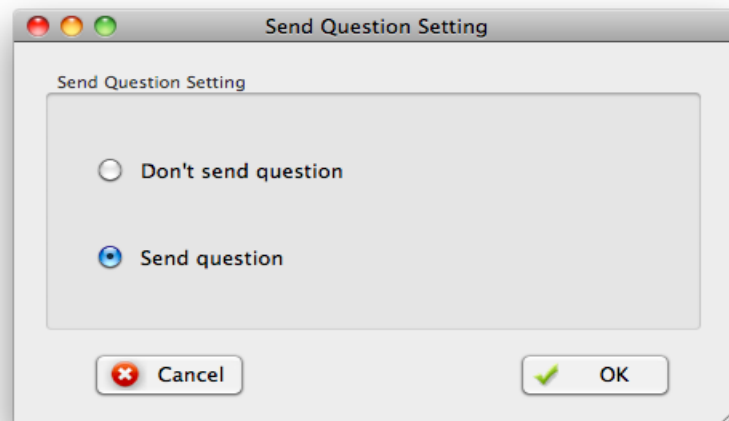 Send Question Setting
Send Question Setting
Don't send question
Send question
Cancel
OK